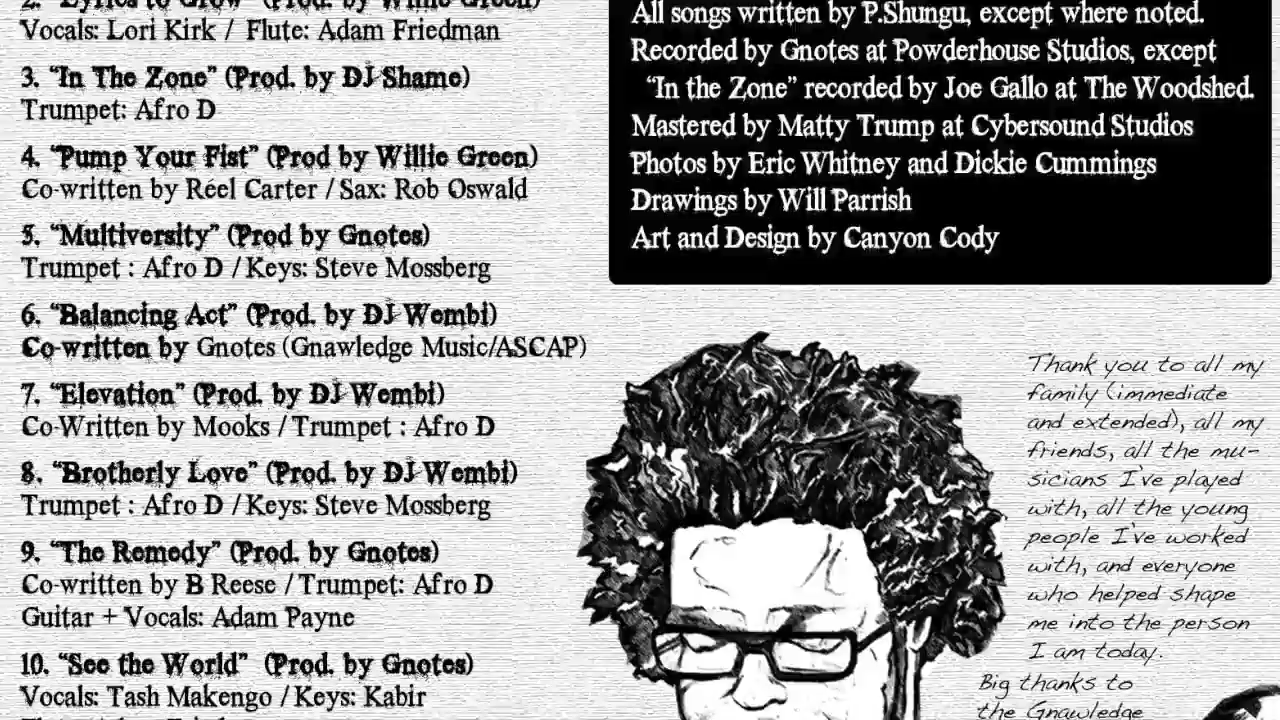 2. "Lyrics to Grow" (Prod. by Willie Green)
Vocals: Lori Kirk / Flute: Adam Friedman
3. "In The Zone" (Prod. by DJ Shame)
Trumpet: Afro D
4. "Pump Your Fist" (Prod by Willie Green)
Co-written by Réel Carter / Sax: Rob Oswald
5. "Multiversity" (Prod by Gnotes)
Trumpet : Afro D / Keys: Steve Mossberg
6. "Balancing Act" (Prod. by DJ Wembi)
Co-written by Gnotes (Gnawledge Music/ASCAP)
7. "Elevation" (Prod. by DJ Wembi)
Co-Written by Mooks / Trumpet : Afro D
8. "Brotherly Love" (Prod. by DJ Wembi)
Trumpet : Afro D / Keys: Steve Mossberg
9. "The Remedy" (Prod. by Gnotes)
Co-written by B Reese / Trumpet: Afro D
Guitar + Vocals: Adam Payne
10. "See the World" (Prod. by Gnotes)
Vocals: Tash Makengo / Keys: Kabir
All songs written by P.Shungu, except where noted.
Recorded by Gnotes at Powderhouse Studios, except
"In the Zone" recorded by Joe Gallo at The Woodshed.
Mastered by Matty Trump at Cybersound Studios
Photos by Eric Whitney and Dickie Cummings
Drawings by Will Parrish
Art and Design by Canyon Cody
Thank you to all my
family (immediate
and extended), all my
friends, all the mu-
sicians I've played
with, all the young
people I've worked
with, and everyone
who helped shape
me into the person
I am today.
Big thanks to
the Gnawledge